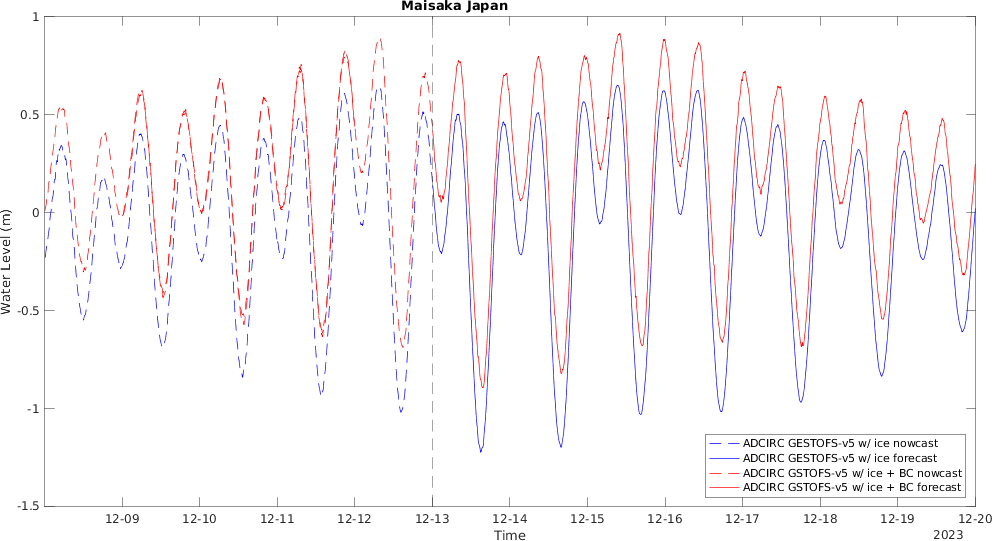 Maisaka Japan
1
0.5
0
-0.5
-1
-1.5
Water Level (m)
ADCIRC GESTOFS-v5 w/ ice nowcast
ADCIRC GESTOFS-v5 w/ ice forecast
ADCIRC GSTOFS-v5 w/ ice + BC nowcast
ADCIRC GSTOFS-v5 w/ ice + BC forecast
12-09 12-10 12-11 12-12 12-13 12-14 12-15 12-16 12-17 12-18 12-19 12-20
Time
2023